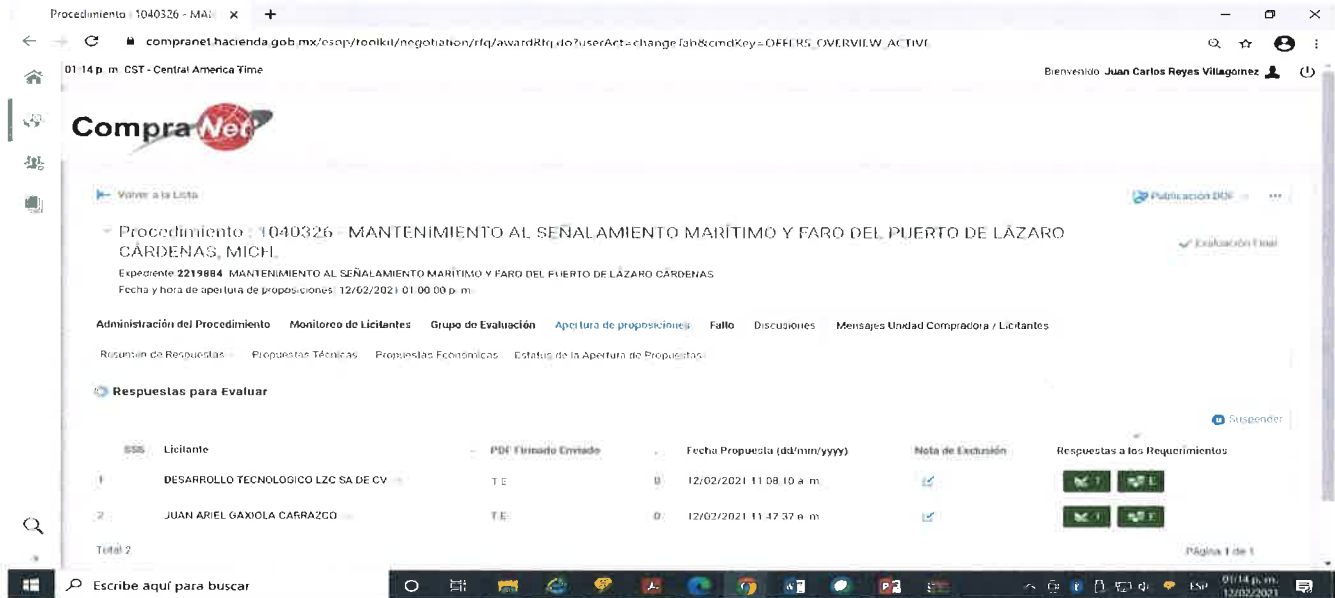 Procedimiento : 1040326 - MA
compranet.hacienda.gob.mx/esop/toolkit/negotiation/rfq/awardRfq.do?userAct=changeTab&cmdKey=OFFERS_OVERVIEW_ACTIVE
01:14 p. m. CST - Central America Time
Bienvenido Juan Carlos Reyes Villagomez
CompraNet
Volver a la Lista
Publicación DOF
Procedimiento : 1040326 - MANTENIMIENTO AL SEÑALAMIENTO MARÍTIMO Y FARO DEL PUERTO DE LÁZARO CÁRDENAS, MICH.
Evaluación Final
Expediente 2219884 MANTENIMIENTO AL SEÑALAMIENTO MARÍTIMO Y FARO DEL PUERTO DE LÁZARO CÁRDENAS
Fecha y hora de apertura de proposiciones: 12/02/2021 01:00:00 p. m.
Administración del Procedimiento Monitoreo de Licitantes Grupo de Evaluación Apertura de proposiciones Fallo Discusiones Mensajes Unidad Compradora / Licitantes
Resumen de Respuestas Propuestas Técnicas Propuestas Económicas Estatus de la Apertura de Propuestas
Respuestas para Evaluar
Suspender
Licitante PDF Firmado Enviado Fecha Propuesta (dd/mm/yyyy) Nota de Exclusión Respuestas a los Requerimientos
1 DESARROLLO TECNOLOGICO LZC SA DE CV T E 0 12/02/2021 11:08:10 a. m. T E
2 JUAN ARIEL GAXIOLA CARRAZCO T E 0 12/02/2021 11:47:37 a. m. T E
Total 2
Página 1 de 1
Escribe aquí para buscar
ESP
01:14 p. m.
12/02/2021